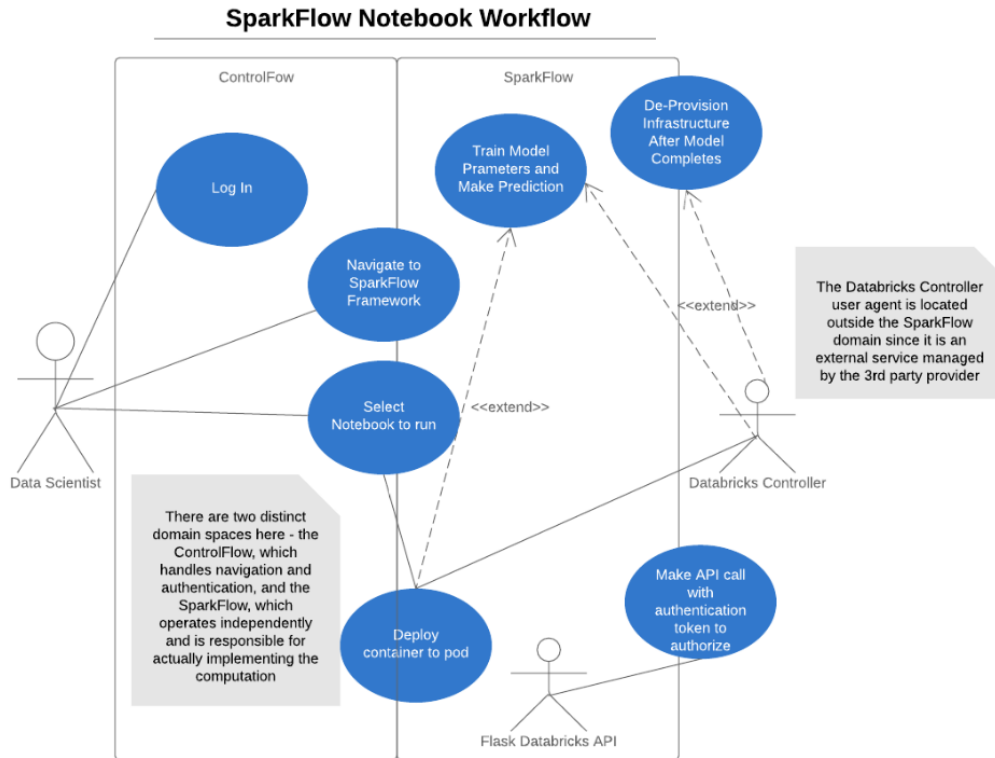 SparkFlow Notebook Workflow
ControlFow
SparkFlow
Log In
Train Model
Prameters and
Make Prediction
De-Provision
Infrastructure
After Model
Completes
Navigate to
SparkFlow
Framework
<<extend>>
The Databricks Controller
user agent is located
outside the SparkFlow
domain since it is an
external service managed
by the 3rd party provider
Select
Notebook to run
<<extend>>
Data Scientist
Databricks Controller
There are two distinct
domain spaces here - the
ControlFlow, which
handles navigation and
authentication, and the
SparkFlow, which
operates independently
and is responsible for
actually implementing the
computation
Deploy
container to pod
Make API call
with
authentication
token to
authorize
Flask Databricks API